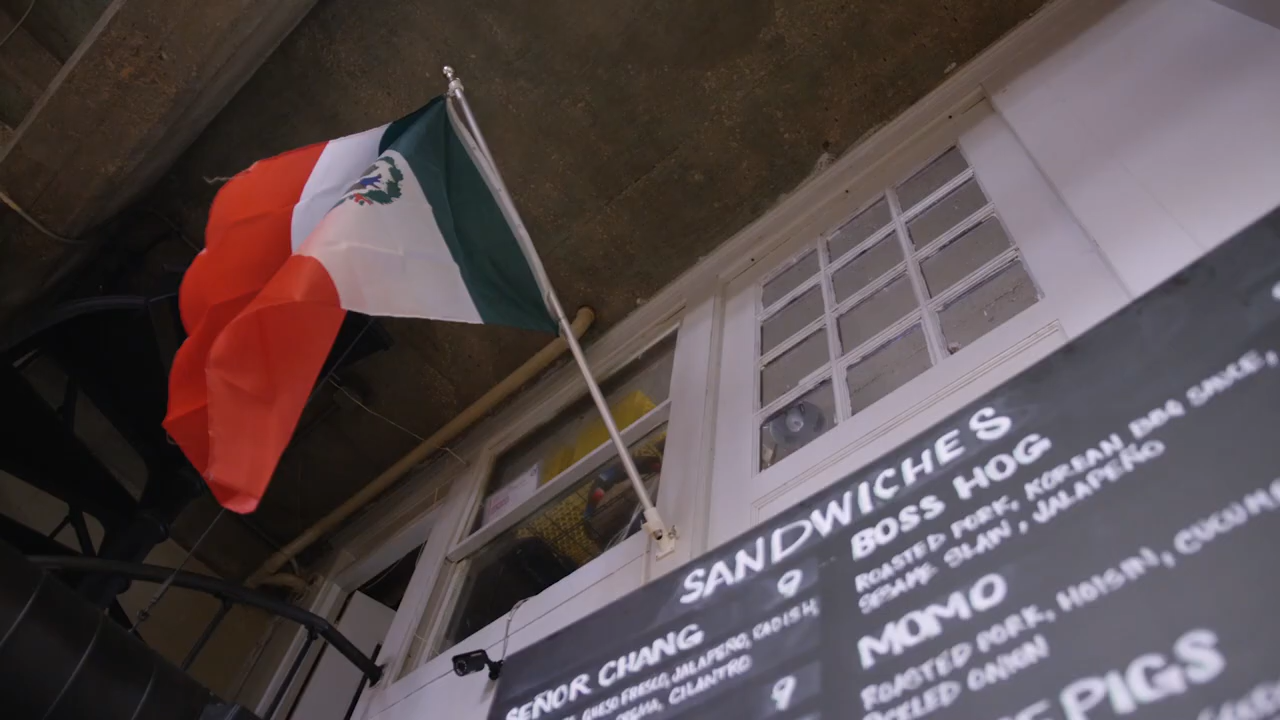 SANDWICHES
9
SEÑOR CHANG
QUESO FRESCO, JALAPEÑO, RADISH,
CREMA, CILANTRO
9
BOSS HOG
ROASTED PORK, KOREAN BBQ SAUCE,
SESAME SLAW, JALAPEÑO
MOMO
ROASTED PORK, HOISIN, CUCUM
PICKLED ONION
PIGS